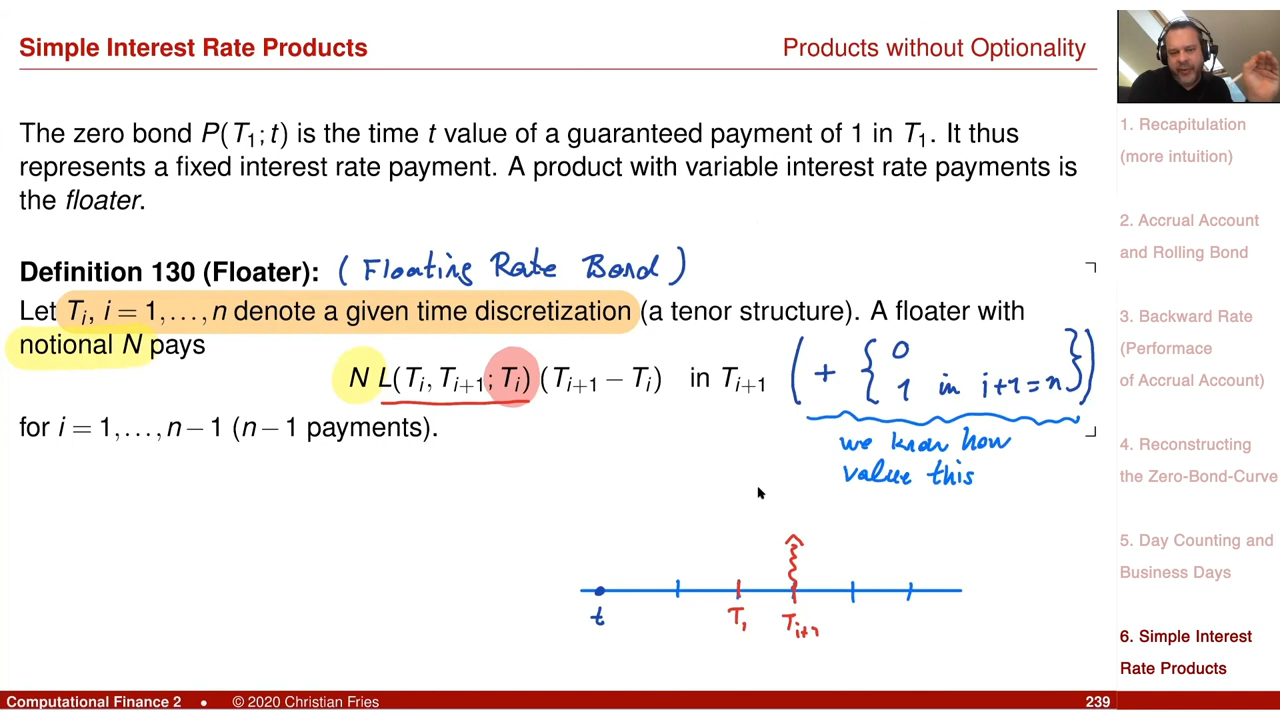 Simple Interest Rate Products
Products without Optionality
The zero bond P(T₁; t) is the time t value of a guaranteed payment of 1 in T₁. It thus
represents a fixed interest rate payment. A product with variable interest rate payments is
the floater.
Definition 130 (Floater): (Floating Rate Bond)
Let Tᵢ, i = 1,...,n denote a given time discretization (a tenor structure). A floater with
notional N pays
N L(Tᵢ, Tᵢ₊₁; Tᵢ) (Tᵢ₊₁ − Tᵢ) in Tᵢ₊₁ ( + { 0
1 in i+1=n } )
for i = 1,...,n−1 (n−1 payments).
we know how
value this
t T₁ Tᵢ₊₁
1. Recapitulation
(more intuition)
2. Accrual Account
and Rolling Bond
3. Backward Rate
(Performace
of Accrual Account)
4. Reconstructing
the Zero-Bond-Curve
5. Day Counting and
Business Days
6. Simple Interest
Rate Products
Computational Finance 2 • © 2020 Christian Fries 239